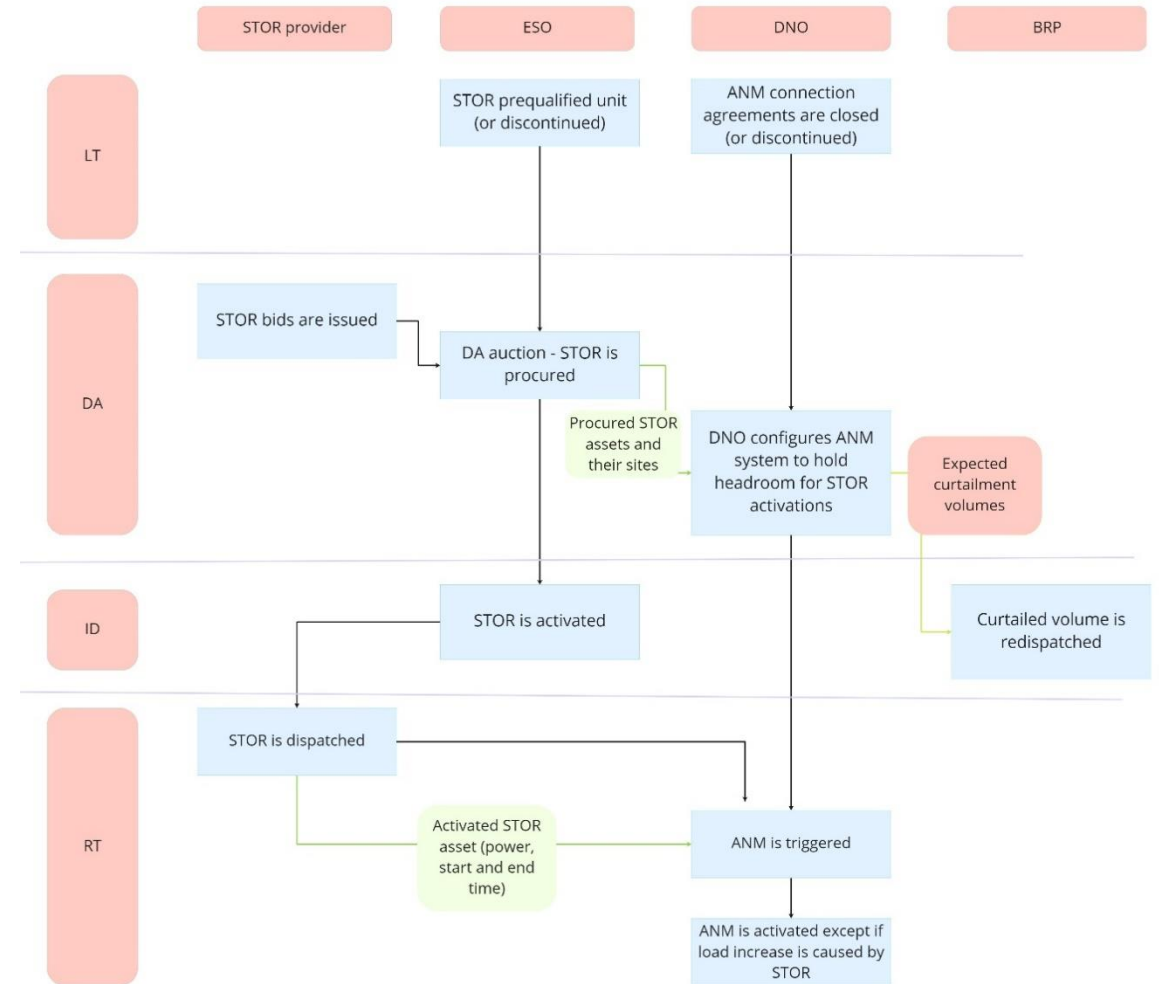 STOR provider
ESO
DNO
BRP
LT
STOR prequalified unit
(or discontinued)
ANM connection
agreements are closed
(or discontinued)
DA
STOR bids are issued
DA auction - STOR is
procured
Procured STOR
assets and
their sites
DNO configures ANM
system to hold
headroom for STOR
activations
Expected
curtailment
volumes
ID
STOR is activated
Curtailed volume is
redispatched
RT
STOR is dispatched
Activated STOR
asset (power,
start and end
time)
ANM is triggered
ANM is activated except if
load increase is caused by
STOR